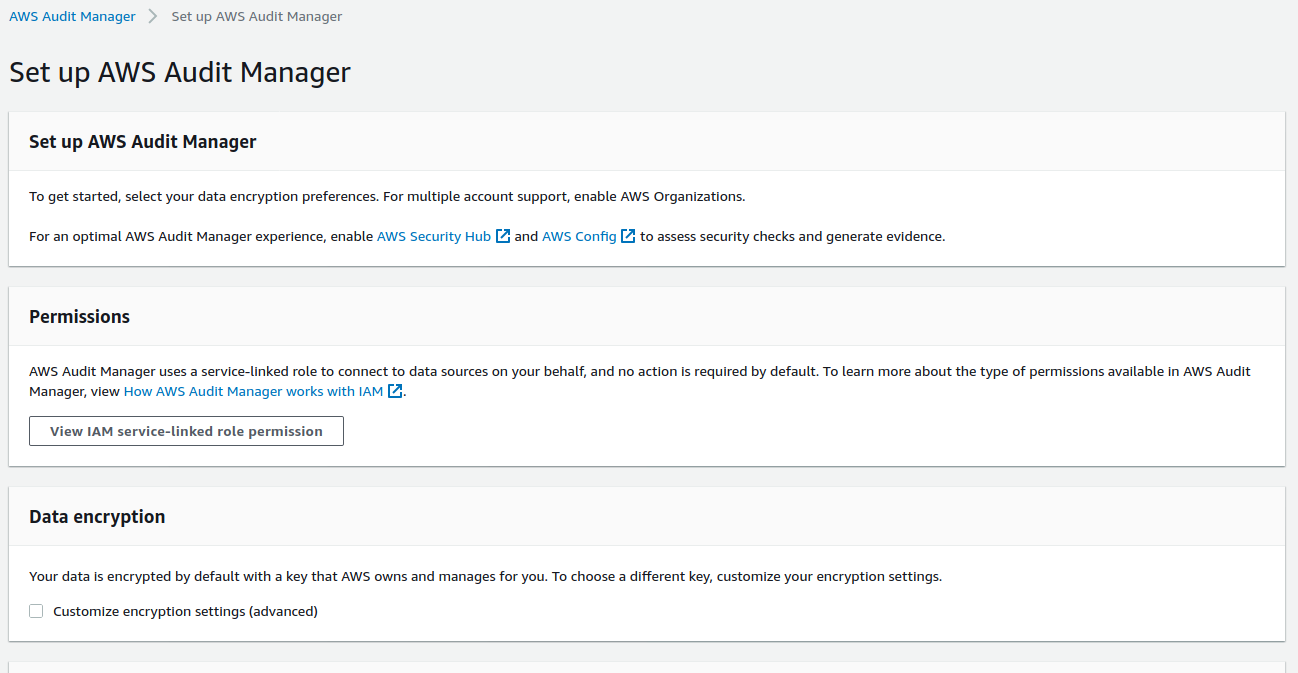 AWS Audit Manager > Set up AWS Audit Manager
Set up AWS Audit Manager
Set up AWS Audit Manager
To get started, select your data encryption preferences. For multiple account support, enable AWS Organizations.
For an optimal AWS Audit Manager experience, enable AWS Security Hub and AWS Config to assess security checks and generate evidence.
Permissions
AWS Audit Manager uses a service-linked role to connect to data sources on your behalf, and no action is required by default. To learn more about the type of permissions available in AWS Audit
Manager, view How AWS Audit Manager works with IAM .
View IAM service-linked role permission
Data encryption
Your data is encrypted by default with a key that AWS owns and manages for you. To choose a different key, customize your encryption settings.
Customize encryption settings (advanced)